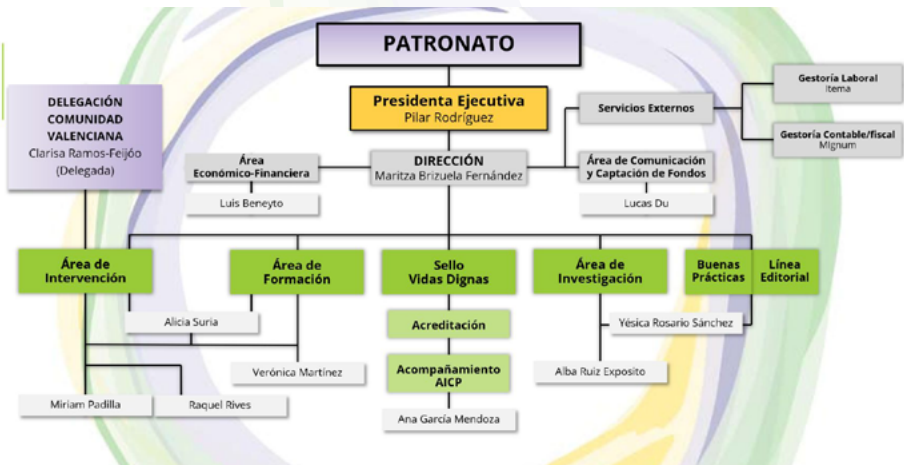 PATRONATO
Presidenta Ejecutiva
Pilar Rodríguez
DELEGACIÓN
COMUNIDAD
VALENCIANA
Clarisa Ramos-Feijóo
(Delegada)
Servicios Externos
Gestoría Laboral
Itema
Gestoría Contable/fiscal
Mignum
Área
Económico-Financiera
Luis Beneyto
DIRECCIÓN
Maritza Brizuela Fernández
Área de Comunicación
y Captación de Fondos
Lucas Du
Área de
Intervención
Área de
Formación
Sello
Vidas Dignas
Área de
Investigación
Buenas
Prácticas
Línea
Editorial
Alicia Suria
Acreditación
Yésica Rosario Sánchez
Verónica Martínez
Acompañamiento
AICP
Alba Ruiz Exposito
Miriam Padilla
Raquel Rives
Ana García Mendoza